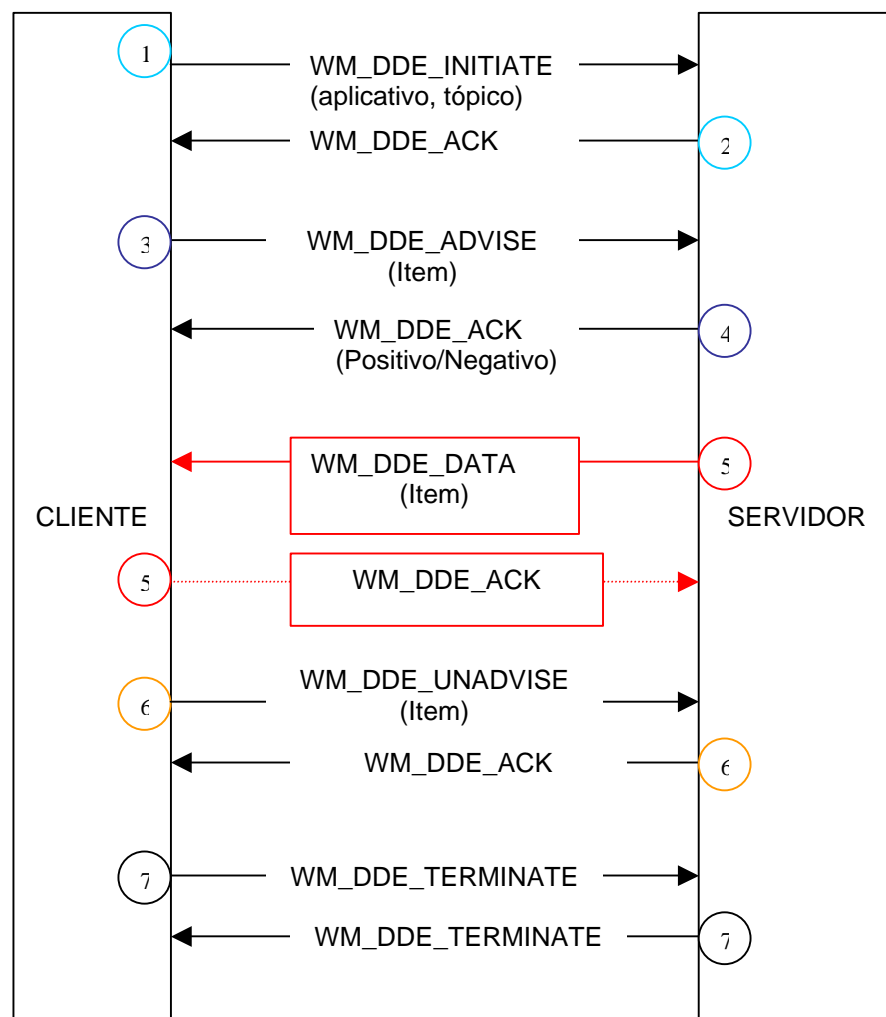 1
WM_DDE_INITIATE
(aplicativo, tópico)
WM_DDE_ACK
2
3
WM_DDE_ADVISE
(Item)
WM_DDE_ACK
(Positivo/Negativo)
4
WM_DDE_DATA
(Item)
5
CLIENTE
SERVIDOR
5
WM_DDE_ACK
WM_DDE_UNADVISE
(Item)
6
WM_DDE_ACK
6
7
WM_DDE_TERMINATE
WM_DDE_TERMINATE
7